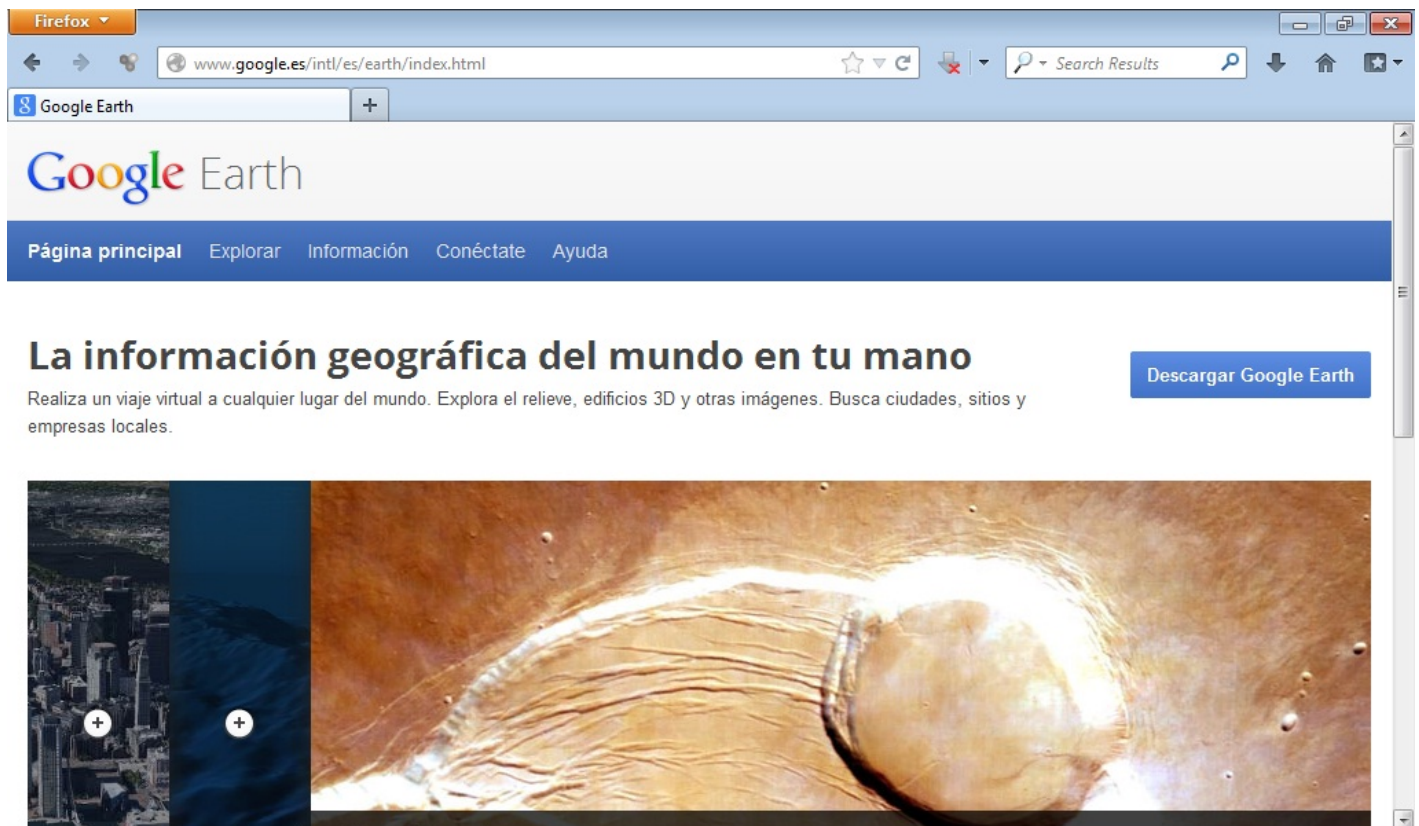 Firefox
www.google.es/intl/es/earth/index.html
Search Results
8 Google Earth
Google Earth
Página principal Explorar Información Conéctate Ayuda
La información geográfica del mundo en tu mano
Descargar Google Earth
Realiza un viaje virtual a cualquier lugar del mundo. Explora el relieve, edificios 3D y otras imágenes. Busca ciudades, sitios y
empresas locales.